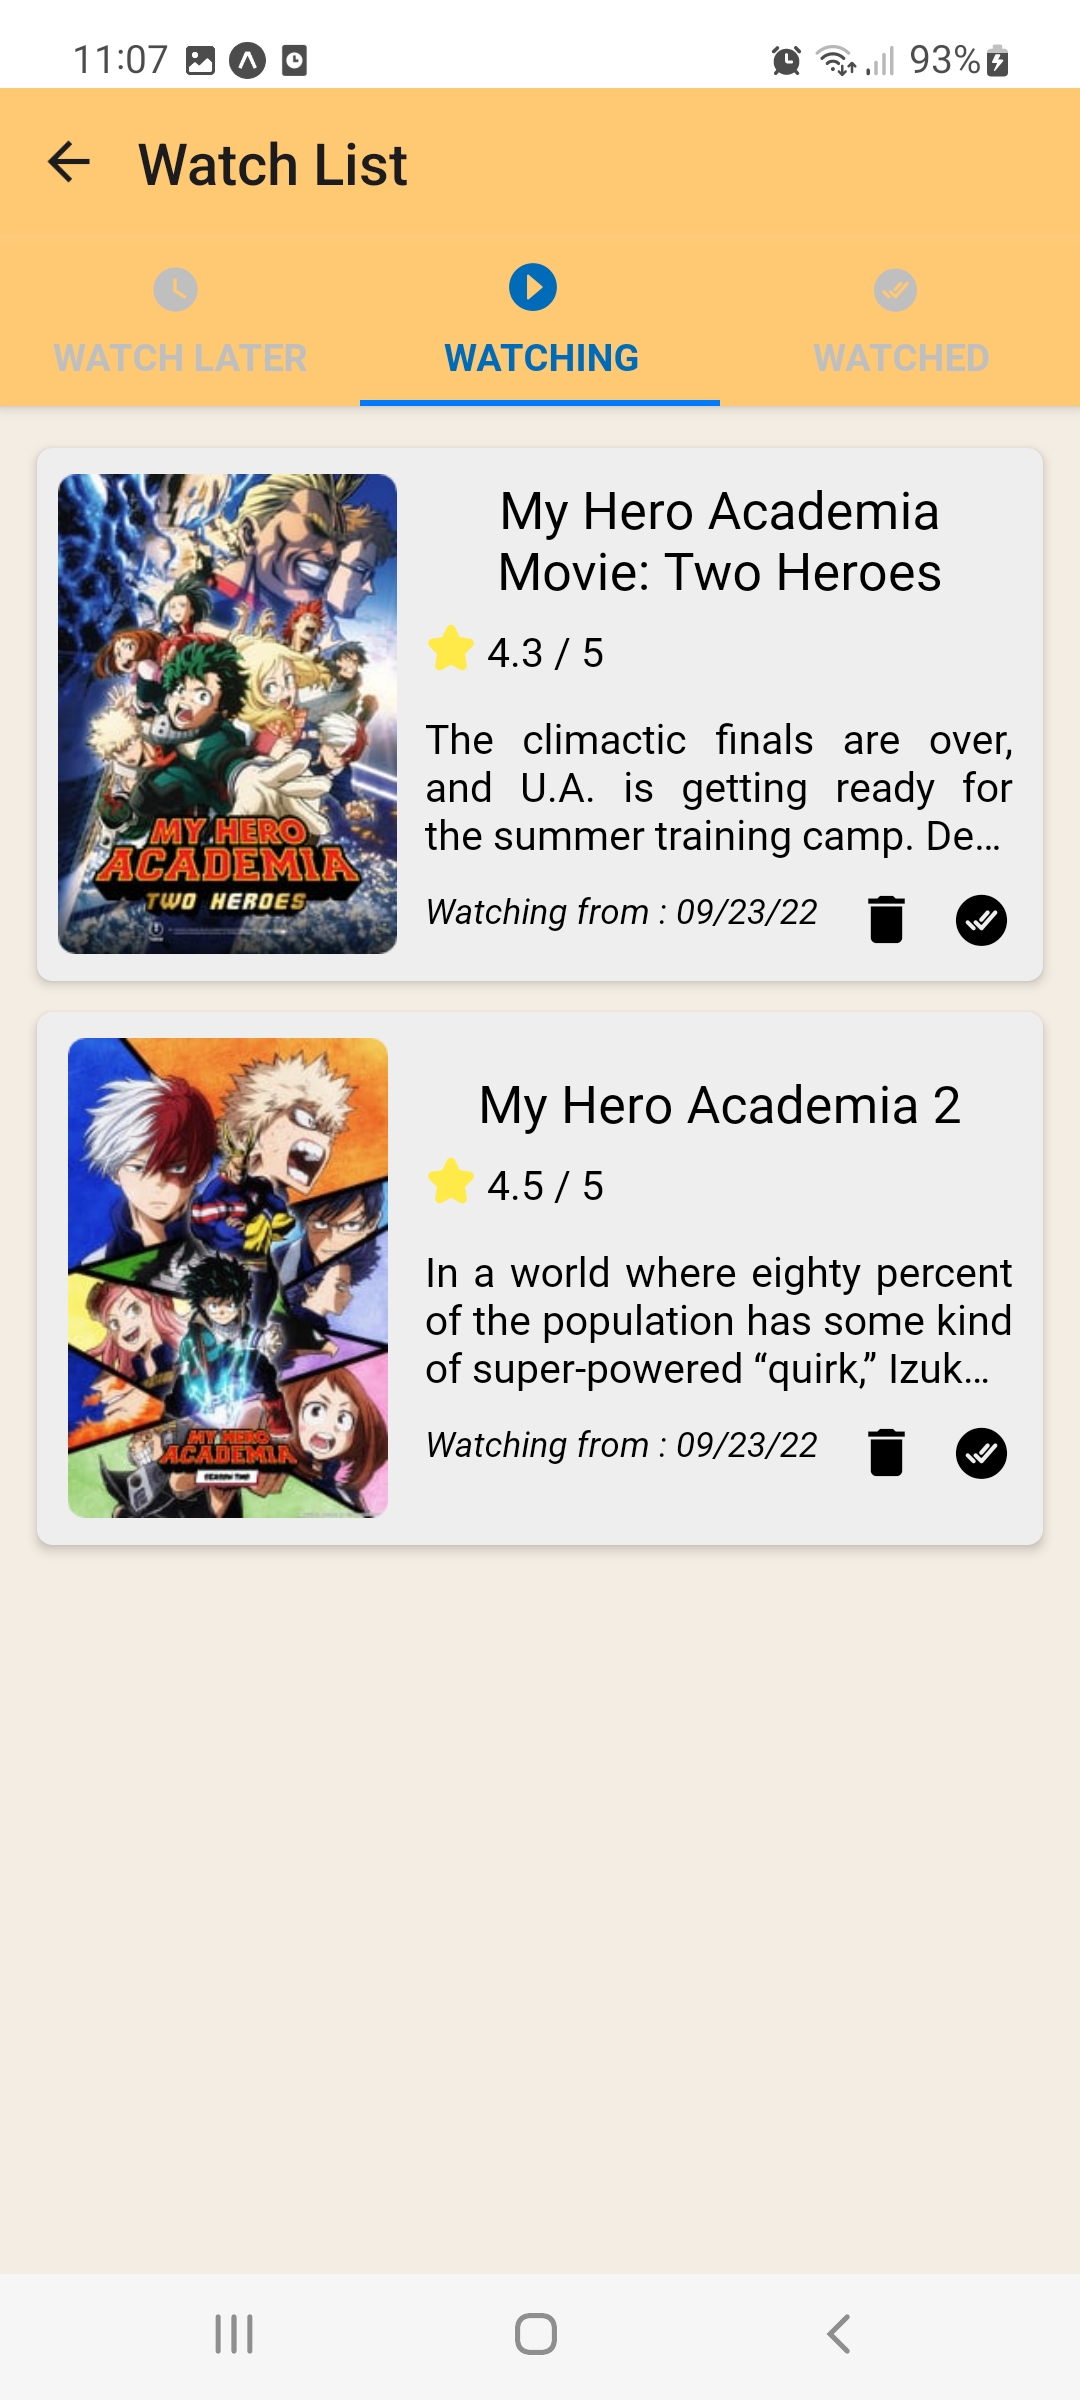 11:07
93%
Watch List
WATCH LATER
WATCHING
WATCHED
My Hero Academia
Movie: Two Heroes
4.3 / 5
The climactic finals are over,
and U.A. is getting ready for
the summer training camp. De...
Watching from : 09/23/22
MY HERO
ACADEMIA
TWO HEROES
My Hero Academia 2
4.5 / 5
In a world where eighty percent
of the population has some kind
of super-powered “quirk,” Izuk...
Watching from : 09/23/22
MY HERO
ACADEMIA
SEASON TWO